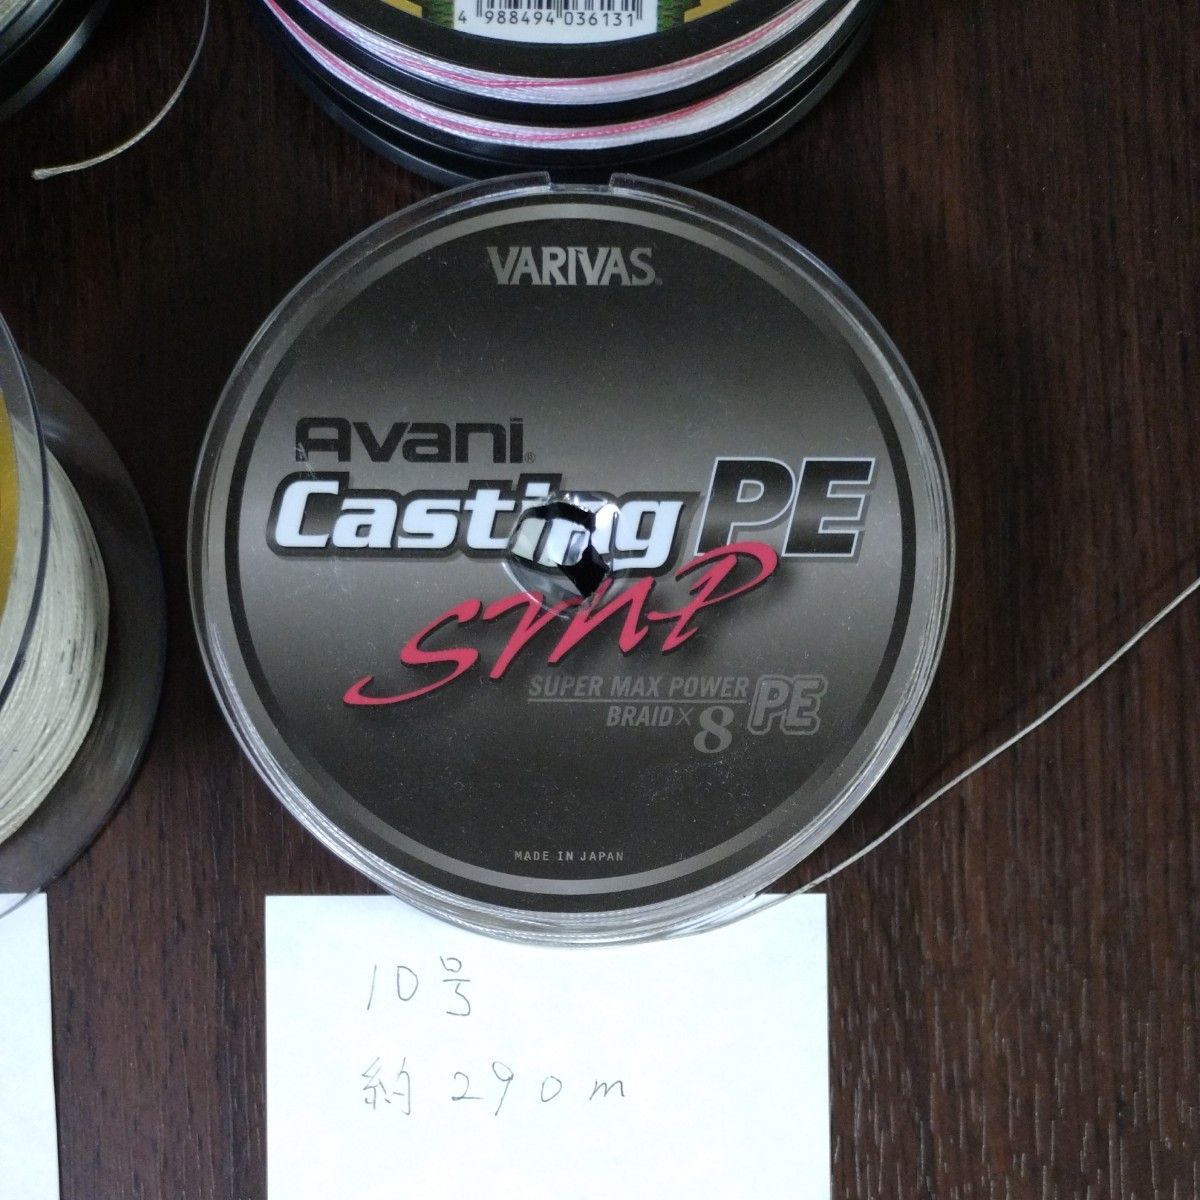 4 988494 036131
VARIVAS
Avani®
Casting PE
SMP
SUPER MAX POWER
BRAID×8 PE
MADE IN JAPAN
10号
約290m